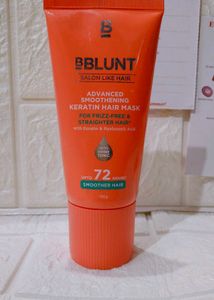 B
BBLUNT
SALON LIKE HAIR
ADVANCED
SMOOTHENING
KERATIN HAIR MASK
FOR FRIZZ-FREE &
STRAIGHTER HAIR*
with Keratin & Hyaluronic Acid
UPTO 72 HOURS
SMOOTHER HAIR